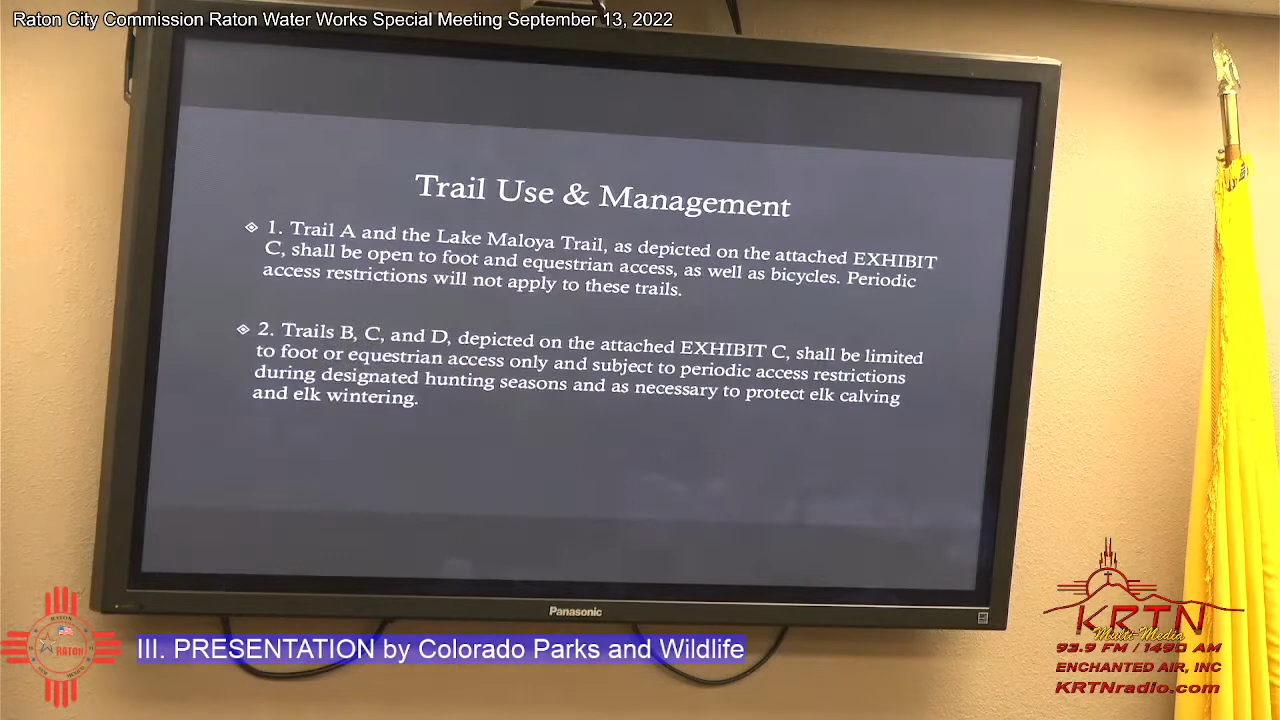 Raton City Commission Raton Water Works Special Meeting September 13, 2022
Trail Use & Management
1. Trail A and the Lake Maloya Trail, as depicted on the attached EXHIBIT
C, shall be open to foot and equestrian access, as well as bicycles. Periodic
access restrictions will not apply to these trails.
2. Trails B, C, and D, depicted on the attached EXHIBIT C, shall be limited
to foot or equestrian access only and subject to periodic access restrictions
during designated hunting seasons and as necessary to protect elk calving
and elk wintering.
Panasonic
RATON
RATON
III. PRESENTATION by Colorado Parks and Wildlife
KRTN
Multi-Media
93.9 FM / 1490 AM
ENCHANTED AIR, INC
KRTNradio.com